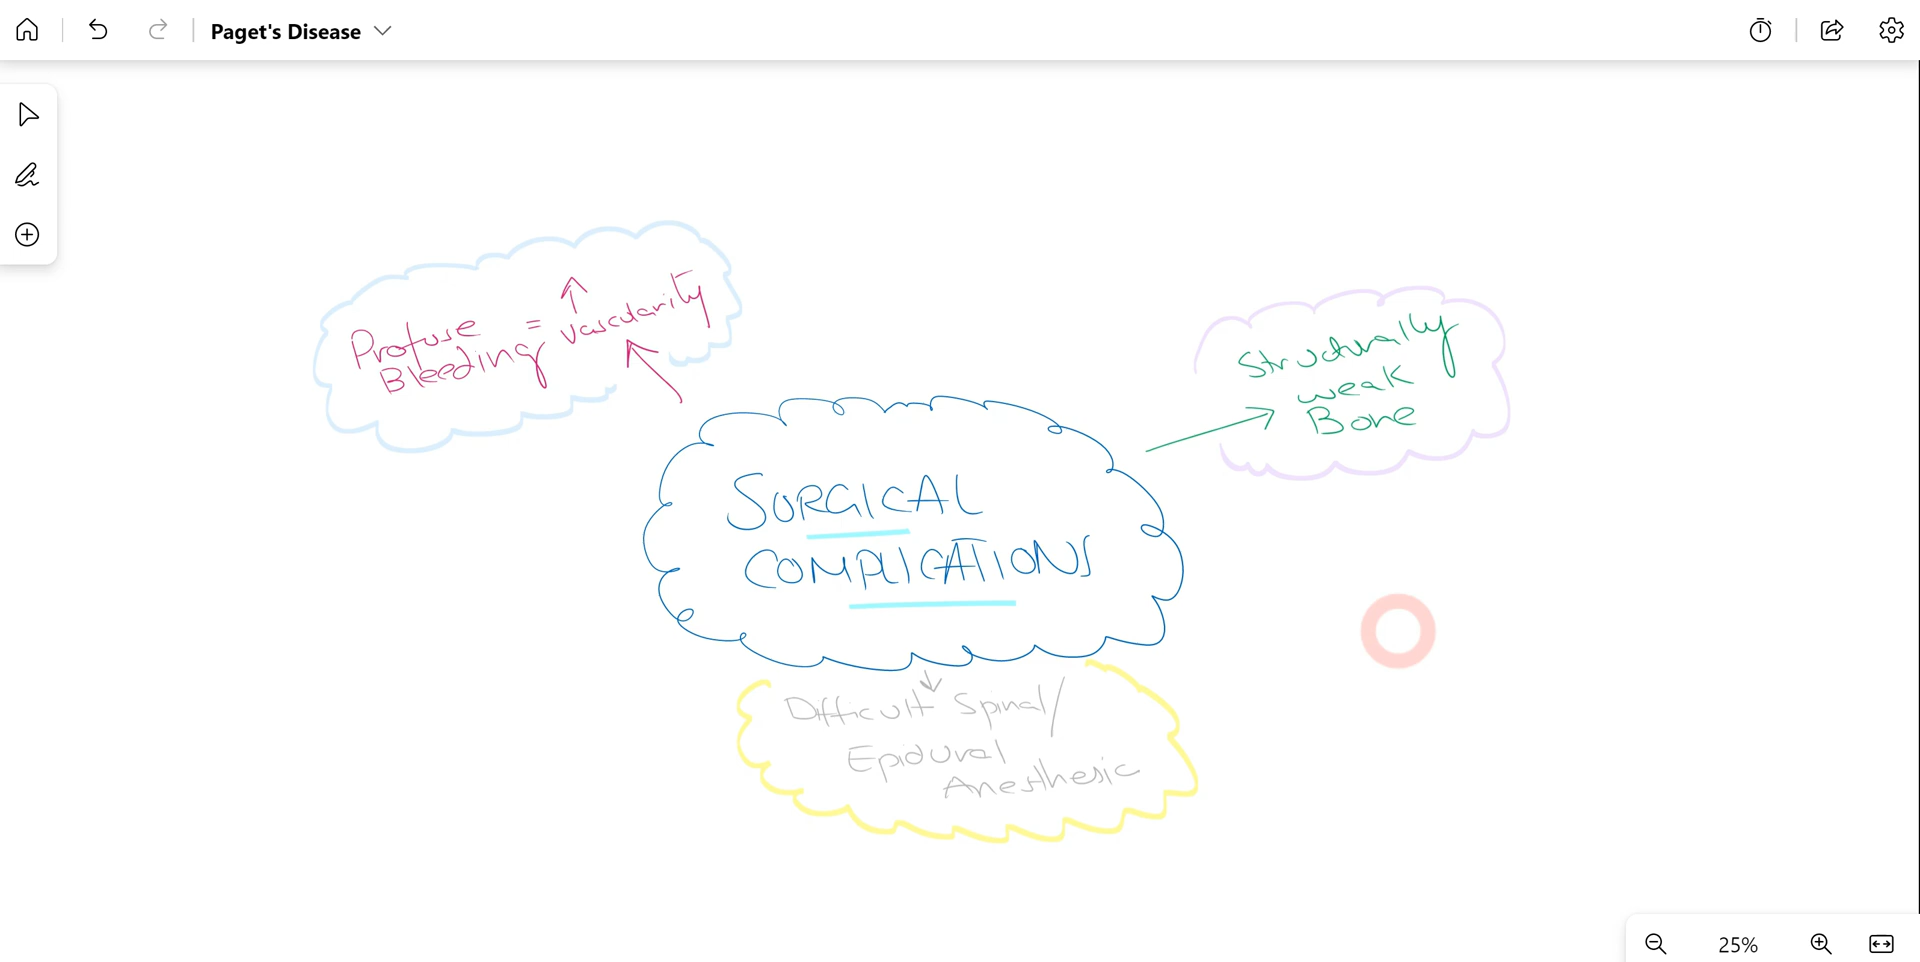 Paget's Disease
Profuse = ↑ vascularity
Bleeding
Structurally
weak
Bone
SURGICAL
COMPLICATIONS
Difficult Spinal/
Epidural
Anesthesic
25%